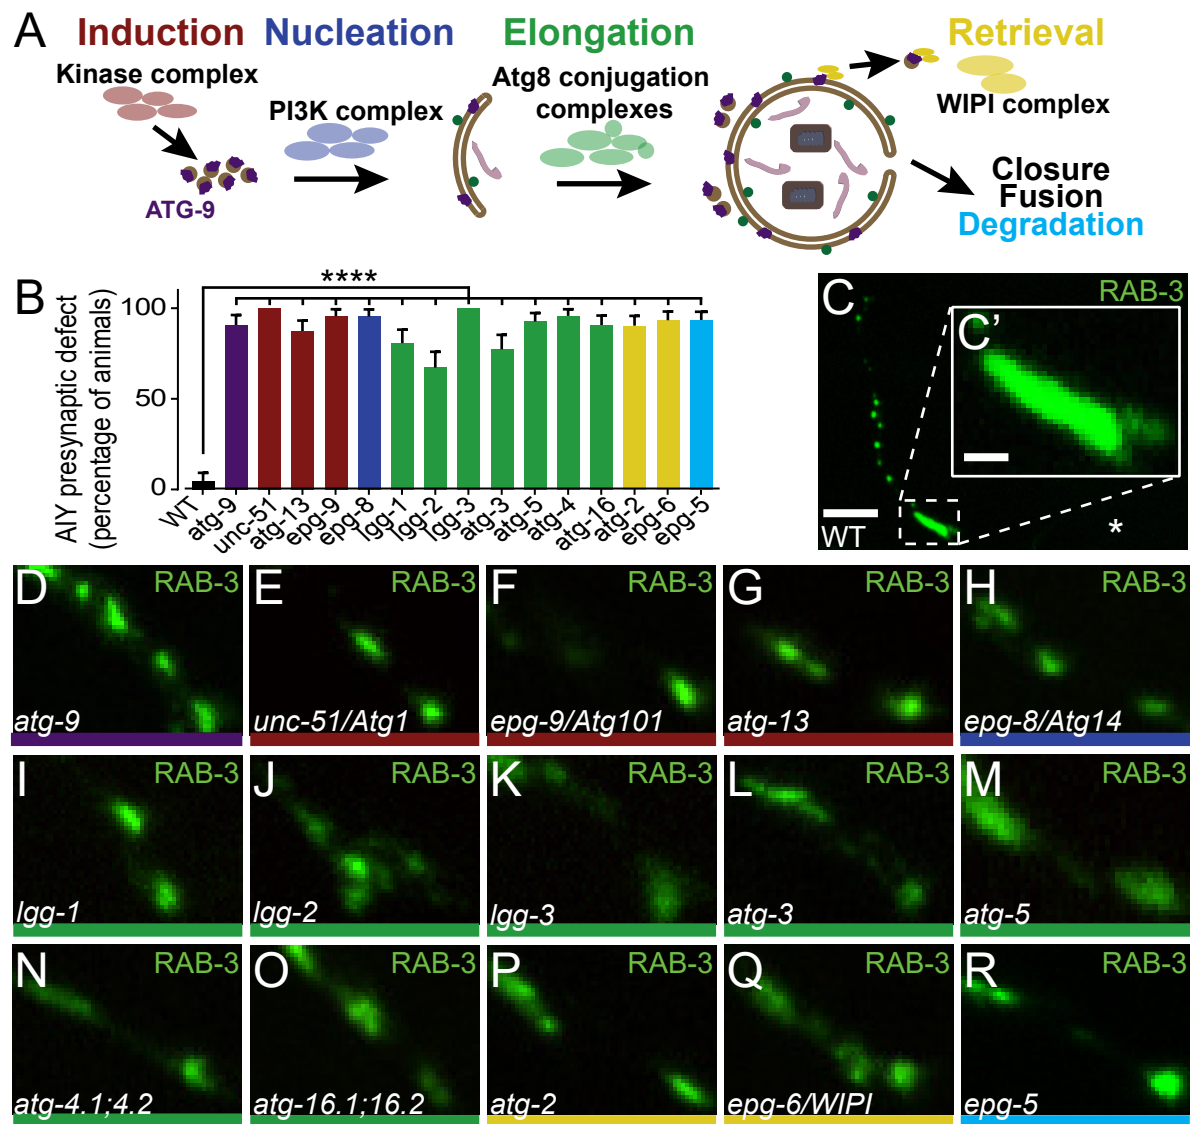 A
Induction Nucleation Elongation Retrieval
Kinase complex
PI3K complex
Atg8 conjugation
complexes
WIPI complex
ATG-9
Closure
Fusion
Degradation
B
****
AIY presynaptic defect
(percentage of animals)
100
50
0
WT
atg-9
unc-51
atg-13
epg-9
epg-8
lgg-1
lgg-2
lgg-3
atg-3
atg-5
atg-4
atg-16
atg-2
epg-6
epg-5
C RAB-3
C’
WT
*
D RAB-3
atg-9
E RAB-3
unc-51/Atg1
F RAB-3
epg-9/Atg101
G RAB-3
atg-13
H RAB-3
epg-8/Atg14
I RAB-3
lgg-1
J RAB-3
lgg-2
K RAB-3
lgg-3
L RAB-3
atg-3
M RAB-3
atg-5
N RAB-3
atg-4.1;4.2
O RAB-3
atg-16.1;16.2
P RAB-3
atg-2
Q RAB-3
epg-6/WIPI
R RAB-3
epg-5